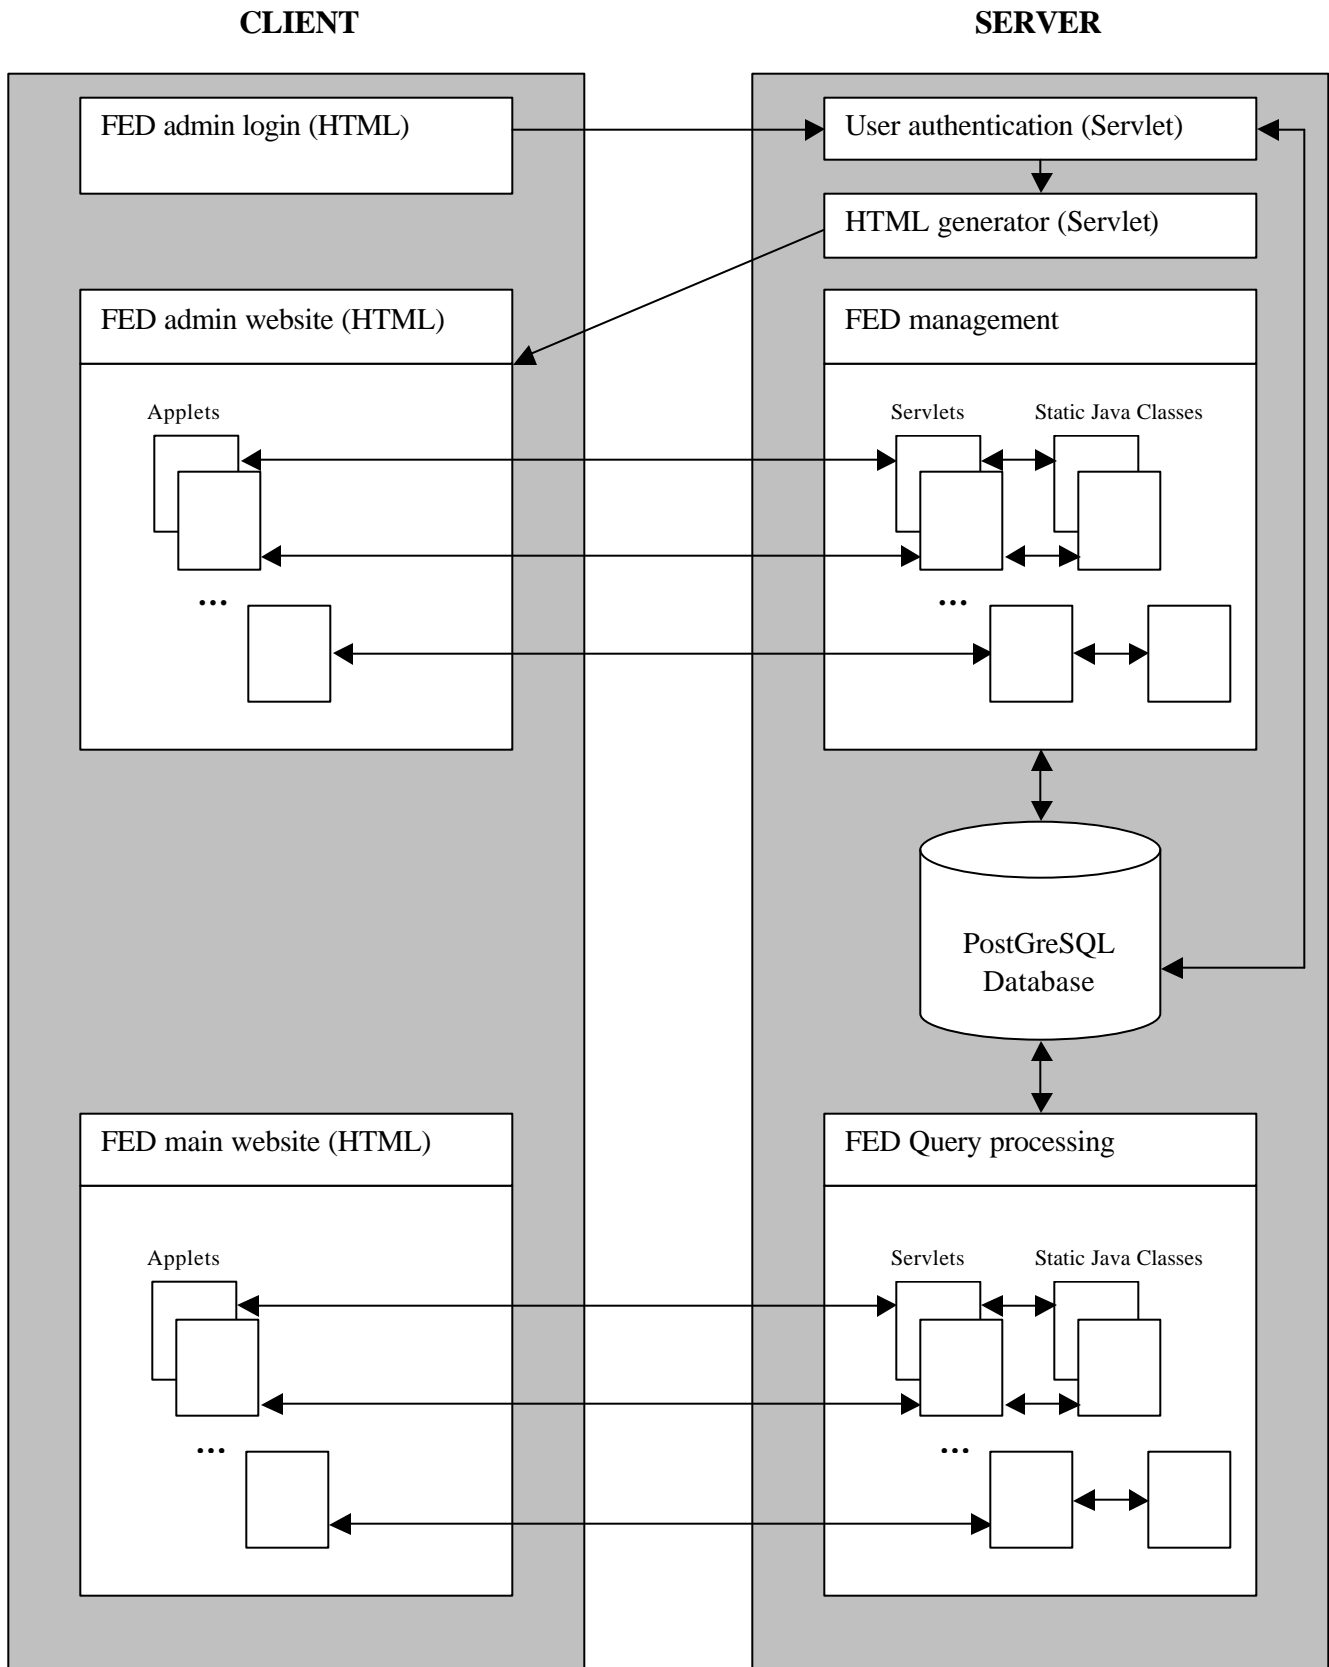 CLIENT
SERVER
FED admin login (HTML)
User authentication (Servlet)
HTML generator (Servlet)
FED admin website (HTML)
FED management
Applets
Servlets
Static Java Classes
...
...
PostGreSQL
Database
FED main website (HTML)
FED Query processing
Applets
Servlets
Static Java Classes
...
...